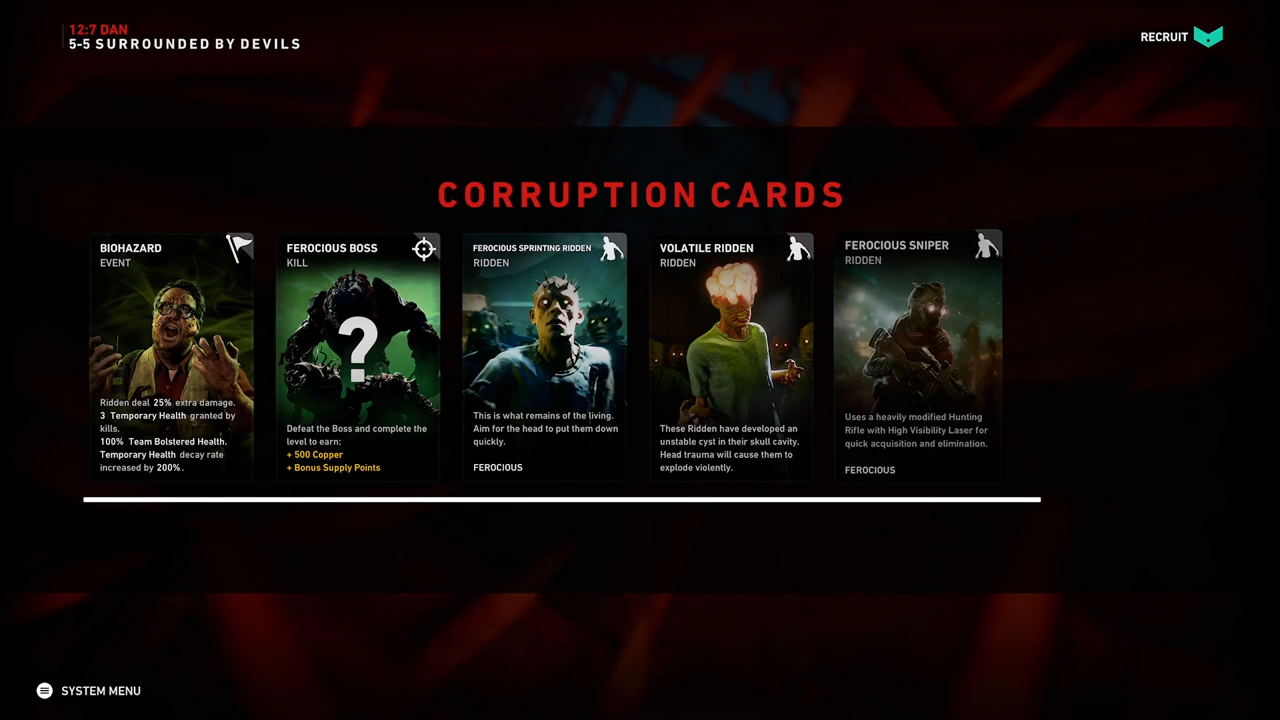 12:7 DAN
5-5 SURROUNDED BY DEVILS
RECRUIT
CORRUPTION CARDS
BIOHAZARD
EVENT
Ridden deal 25% extra damage.
3 Temporary Health granted by
kills.
100% Team Bolstered Health.
Temporary Health decay rate
increased by 200%.
FEROCIOUS BOSS
KILL
?
Defeat the Boss and complete the
level to earn:
+ 500 Copper
+ Bonus Supply Points
FEROCIOUS SPRINTING RIDDEN
RIDDEN
This is what remains of the living.
Aim for the head to put them down
quickly.
FEROCIOUS
VOLATILE RIDDEN
RIDDEN
These Ridden have developed an
unstable cyst in their skull cavity.
Head trauma will cause them to
explode violently.
FEROCIOUS SNIPER
RIDDEN
Uses a heavily modified Hunting
Rifle with High Visibility Laser for
quick acquisition and elimination.
FEROCIOUS
SYSTEM MENU